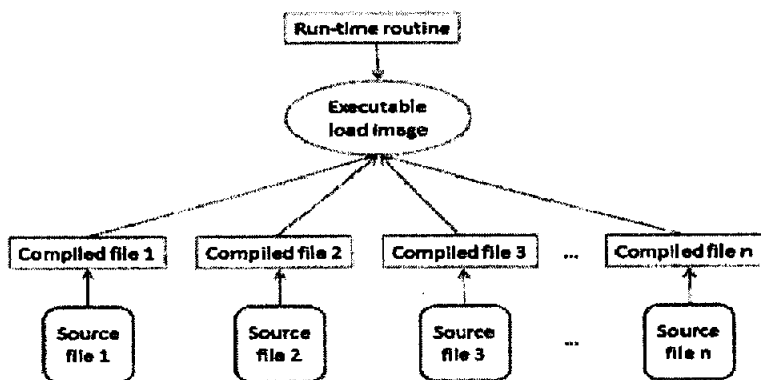 Run-time routine
Executable
load image
Compiled file 1
Compiled file 2
Compiled file 3
...
Compiled file n
Source
file 1
Source
file 2
Source
file 3
...
Source
file n